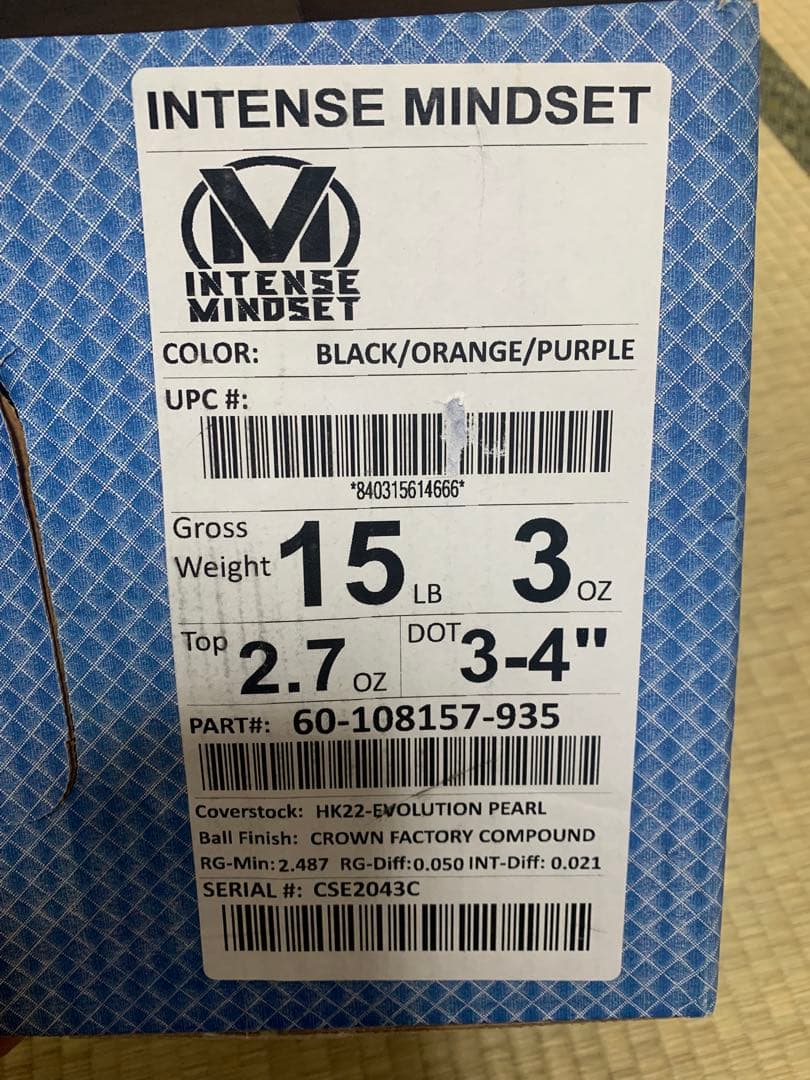 INTENSE MINDSET
M
INTENSE
MINDSET
COLOR: BLACK/ORANGE/PURPLE
UPC #:
*840315614666*
Gross Weight 15 LB 3 OZ
Top 2.7 OZ DOT 3-4"
PART#: 60-108157-935
Coverstock: HK22-EVOLUTION PEARL
Ball Finish: CROWN FACTORY COMPOUND
RG-Min: 2.487 RG-Diff: 0.050 INT-Diff: 0.021
SERIAL #: CSE2043C